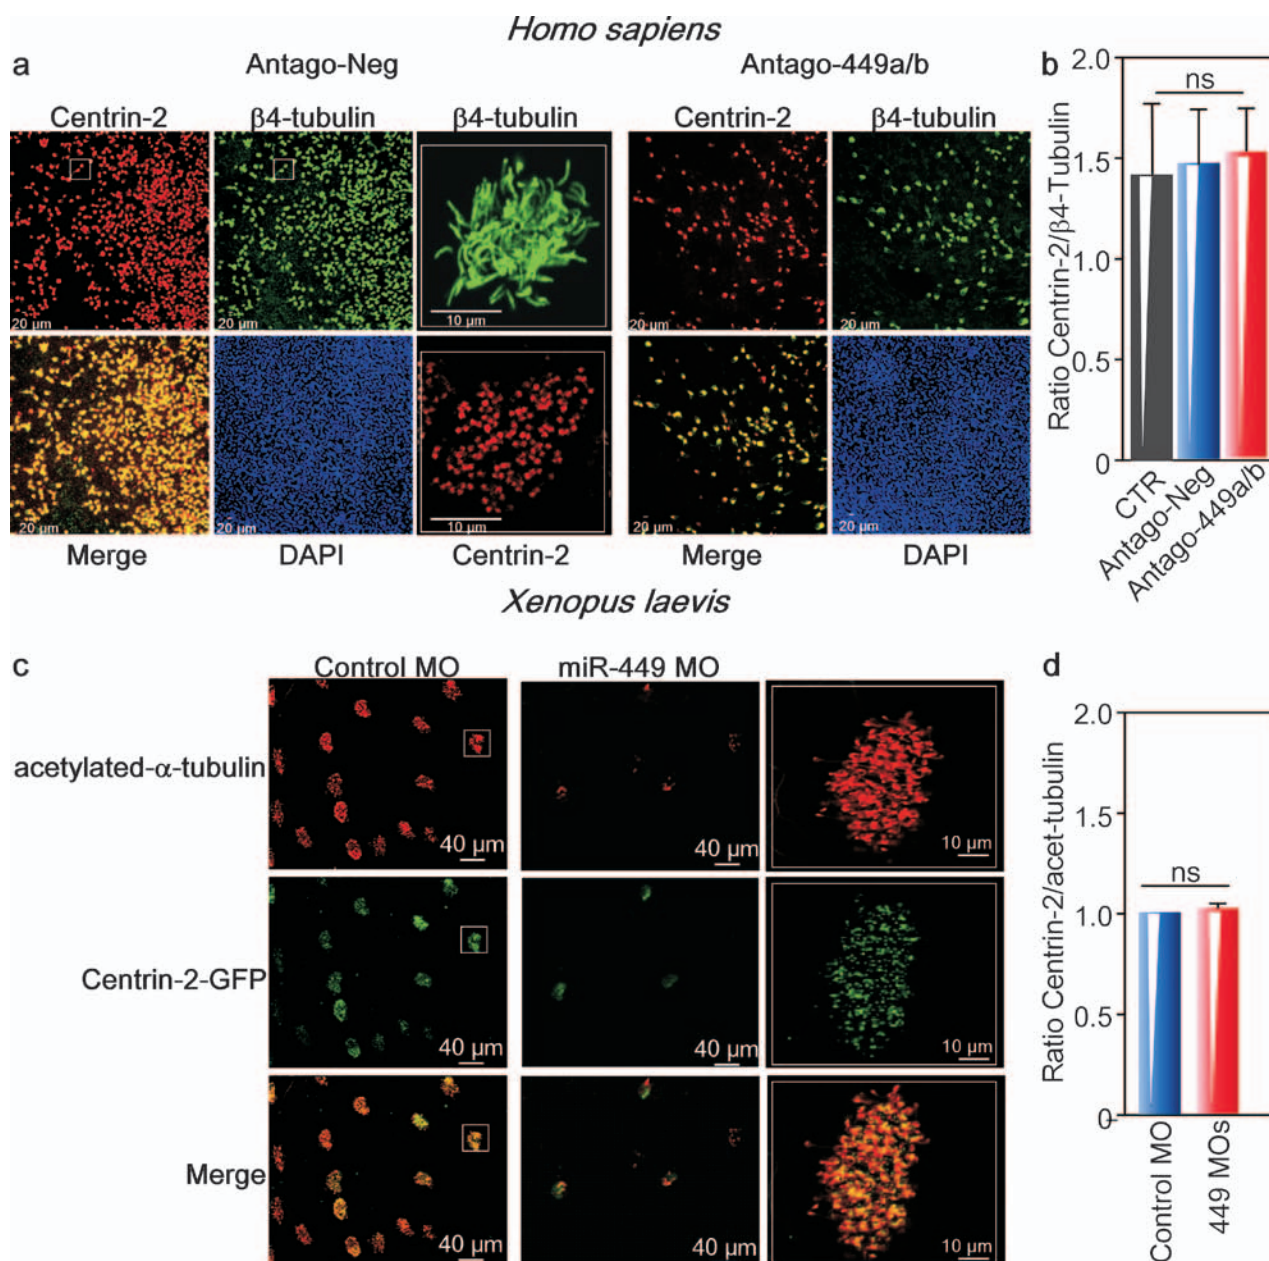 Homo sapiens
a
Antago-Neg
Antago-449a/b
Centrin-2
β4-tubulin
β4-tubulin
Centrin-2
β4-tubulin
20 µm
20 µm
10 µm
20 µm
20 µm
20 µm
20 µm
10 µm
20 µm
20 µm
Merge
DAPI
Centrin-2
Merge
DAPI
b
Ratio Centrin-2/β4-Tubulin
2.0
1.5
1.0
0.5
0
ns
CTR
Antago-Neg
Antago-449a/b
Xenopus laevis
c
Control MO
miR-449 MO
acetylated-α-tubulin
40 µm
40 µm
10 µm
Centrin-2-GFP
40 µm
40 µm
10 µm
Merge
40 µm
40 µm
10 µm
d
Ratio Centrin-2/acet-tubulin
2.0
1.5
1.0
0.5
0
ns
Control MO
449 MOs